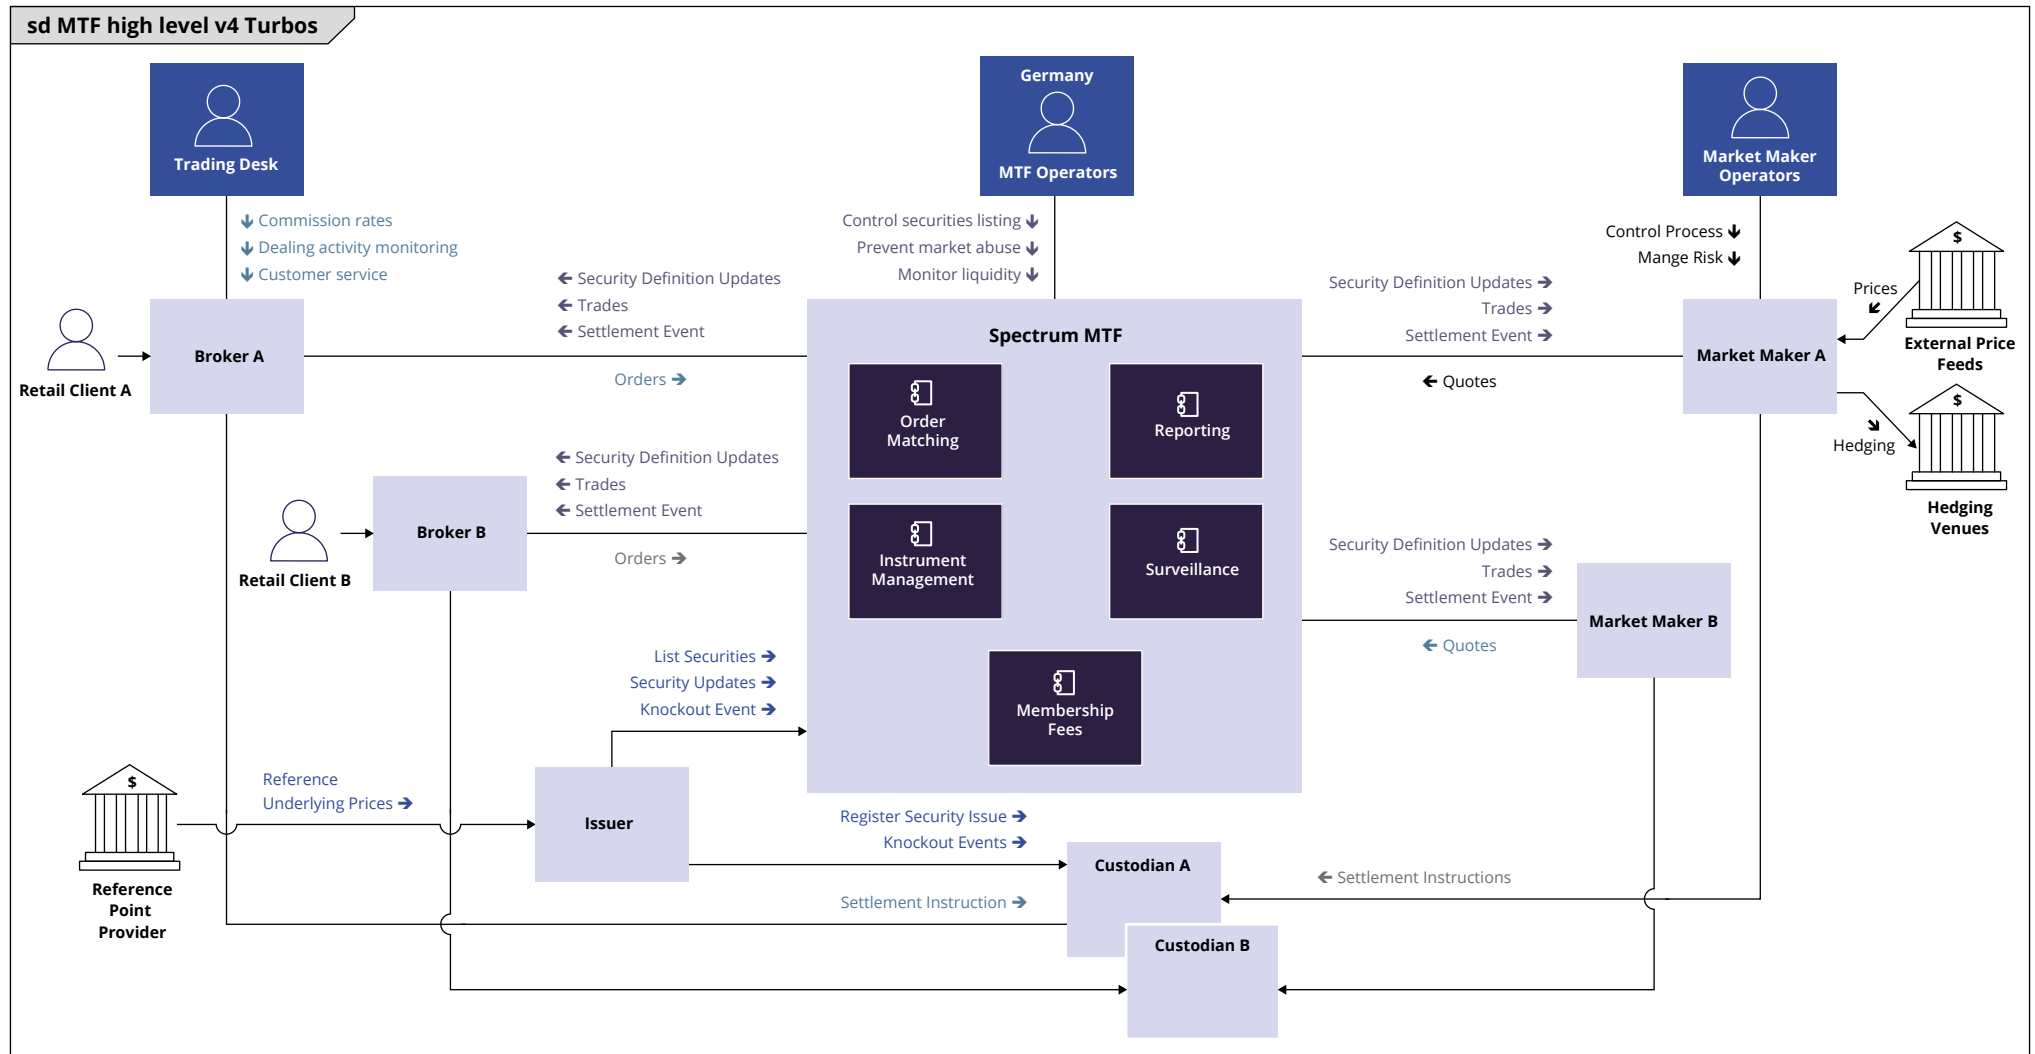 sd MTF high level v4 Turbos
Trading Desk
Germany
MTF Operators
Market Maker
Operators
↓ Commission rates
↓ Dealing activity monitoring
↓ Customer service
Control securities listing ↓
Prevent market abuse ↓
Monitor liquidity ↓
Control Process ↓
Mange Risk ↓
$
Prices
External Price
Feeds
← Security Definition Updates
← Trades
← Settlement Event
Orders →
Retail Client A
Broker A
Spectrum MTF
Order
Matching
Reporting
Instrument
Management
Surveillance
Membership
Fees
Security Definition Updates →
Trades →
Settlement Event →
← Quotes
Market Maker A
$
Hedging
Hedging
Venues
← Security Definition Updates
← Trades
← Settlement Event
Orders →
Retail Client B
Broker B
Security Definition Updates →
Trades →
Settlement Event →
← Quotes
Market Maker B
List Securities →
Security Updates →
Knockout Event →
$
Reference
Point
Provider
Reference
Underlying Prices →
Issuer
Register Security Issue →
Knockout Events →
Settlement Instruction →
Custodian A
← Settlement Instructions
Custodian B